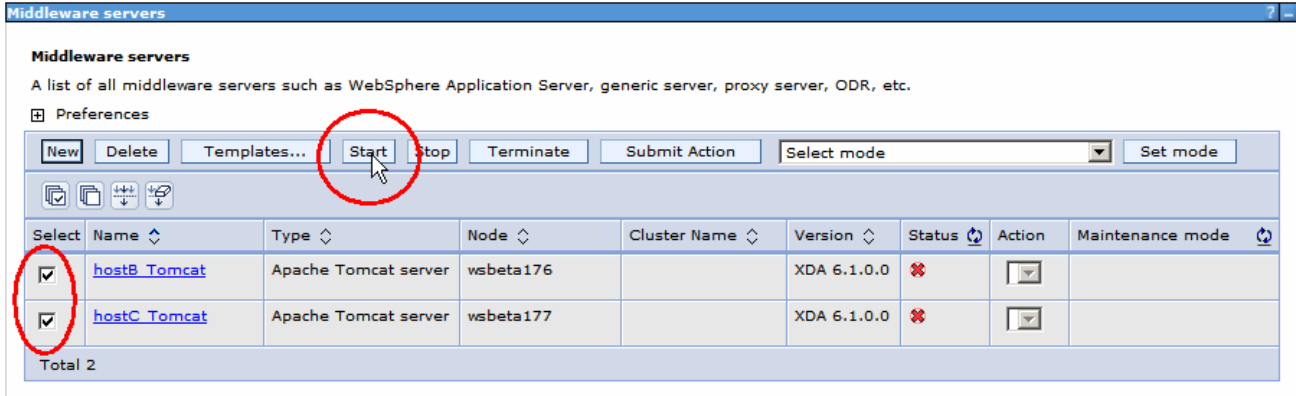 Middleware servers ? -
Middleware servers
A list of all middleware servers such as WebSphere Application Server, generic server, proxy server, ODR, etc.
Preferences
New Delete Templates... Start Stop Terminate Submit Action Select mode Set mode
Select Name Type Node Cluster Name Version Status Action Maintenance mode
hostB_Tomcat Apache Tomcat server wsbeta176 XDA 6.1.0.0
hostC_Tomcat Apache Tomcat server wsbeta177 XDA 6.1.0.0
Total 2